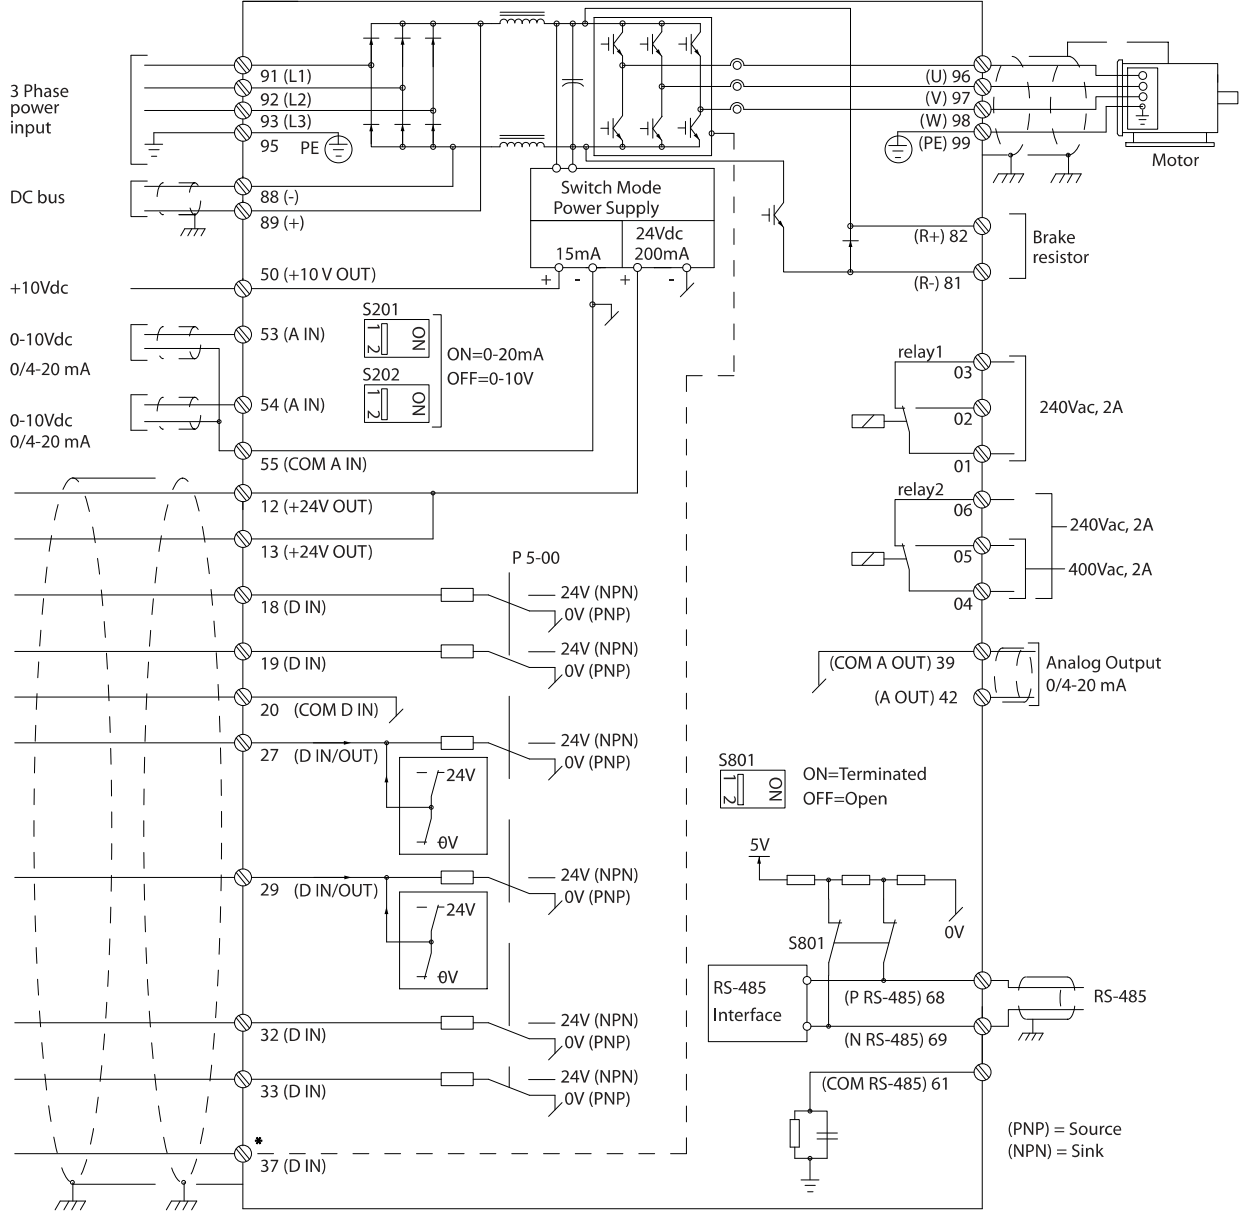 3 Phase
power
input
91 (L1)
92 (L2)
93 (L3)
95
PE
DC bus
88 (-)
89 (+)
+10Vdc
50 (+10 V OUT)
0-10Vdc
0/4-20 mA
53 (A IN)
0-10Vdc
0/4-20 mA
54 (A IN)
55 (COM A IN)
12 (+24V OUT)
13 (+24V OUT)
18 (D IN)
19 (D IN)
20 (COM D IN)
27 (D IN/OUT)
24V
0V
29 (D IN/OUT)
24V
0V
32 (D IN)
33 (D IN)
*
37 (D IN)
S201
1
2
ON
S202
1
2
ON
ON=0-20mA
OFF=0-10V
P 5-00
24V (NPN)
0V (PNP)
24V (NPN)
0V (PNP)
24V (NPN)
0V (PNP)
24V (NPN)
0V (PNP)
24V (NPN)
0V (PNP)
24V (NPN)
0V (PNP)
Switch Mode
Power Supply
15mA
24Vdc
200mA
+ - + -
(U) 96
(V) 97
(W) 98
(PE) 99
Motor
(R+) 82
(R-) 81
Brake
resistor
relay1
03
02
01
240Vac, 2A
relay2
06
05
04
240Vac, 2A
400Vac, 2A
(COM A OUT) 39
(A OUT) 42
Analog Output
0/4-20 mA
S801
1
2
ON
ON=Terminated
OFF=Open
5V
S801
0V
RS-485
Interface
(P RS-485) 68
(N RS-485) 69
(COM RS-485) 61
RS-485
(PNP) = Source
(NPN) = Sink